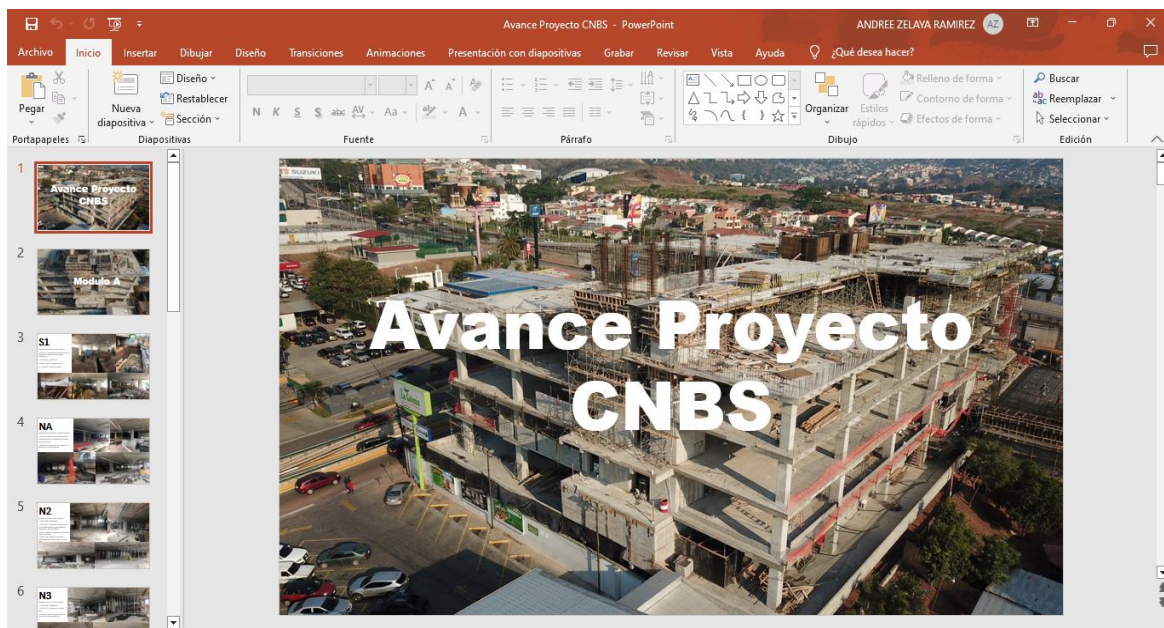 Avance Proyecto CNBS - PowerPoint
ANDREE ZELAYA RAMIREZ
AZ
Archivo Inicio Insertar Dibujar Diseño Transiciones Animaciones Presentación con diapositivas Grabar Revisar Vista Ayuda ¿Qué desea hacer?
Pegar
Portapapeles
Nueva diapositiva
Diseño
Restablecer
Sección
Diapositivas
N K S S abc AV Aa A
Fuente
Párrafo
Organizar
Estilos rápidos
Relleno de forma
Contorno de forma
Efectos de forma
Dibujo
Buscar
Reemplazar
Seleccionar
Edición
1
Avance Proyecto
CNBS
2
Modulo A
3
S1
4
NA
5
N2
6
N3
SUZUKI
Avance Proyecto
CNBS